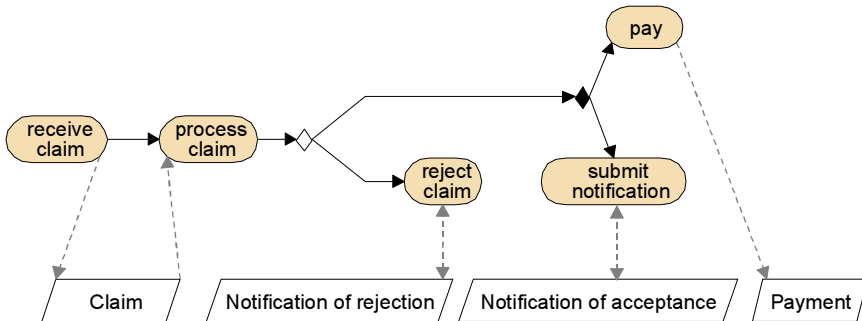 pay
receive
claim
process
claim
reject
claim
submit
notification
Claim
Notification of rejection
Notification of acceptance
Payment